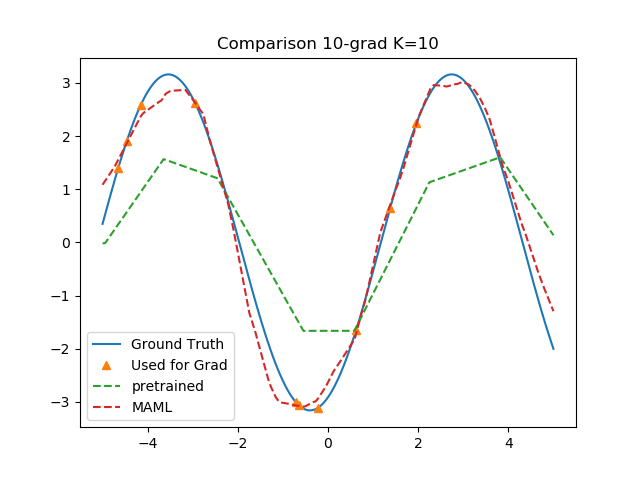 Comparison 10-grad K=10
3
2
1
0
−1
−2
−3
Ground Truth
Used for Grad
pretrained
MAML
−4
−2
0
2
4